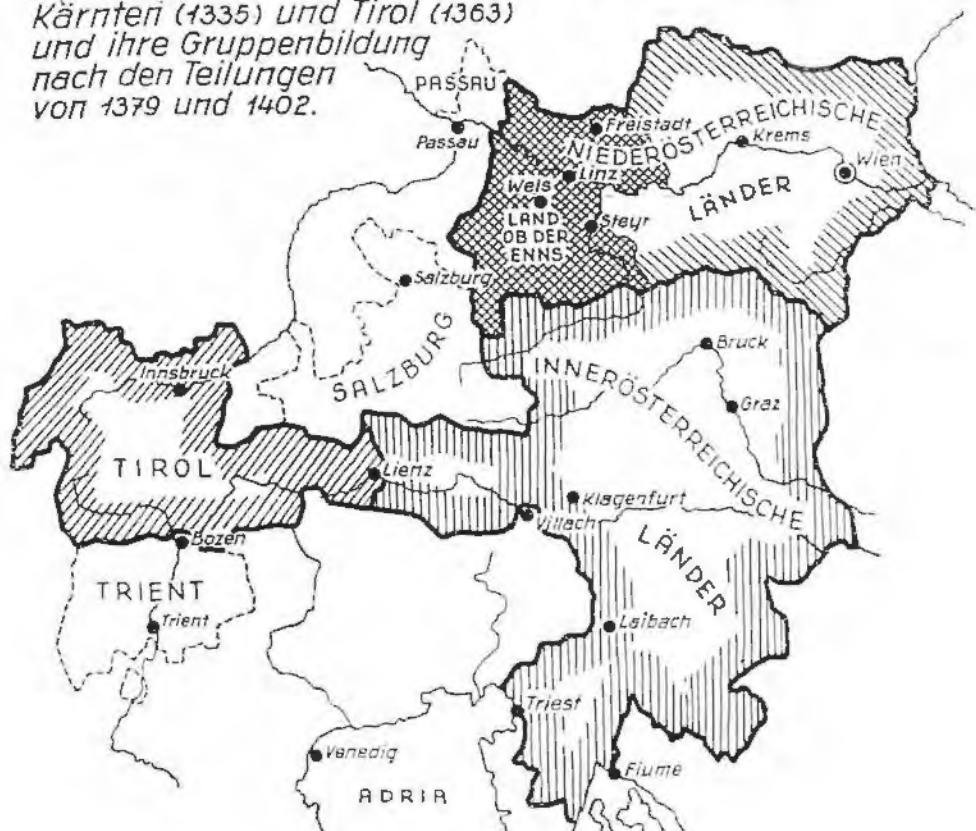 Kärnten (1335) und Tirol (1363)
und ihre Gruppenbildung
nach den Teilungen
von 1379 und 1402.
PASSAU
Passau
Freistadt
NIEDERÖSTERREICHISCHE
LÄNDER
Krems
Wien
Linz
Wels
LAND
OB DER
ENNS
Steyr
Salzburg
SALZBURG
Bruck
INNERÖSTERREICHISCHE
LÄNDER
Graz
Innsbruck
TIROL
Lienz
Klagenfurt
Villach
Bozen
TRIENT
Trient
Laibach
Triest
Venedig
Fiume
ADRIA